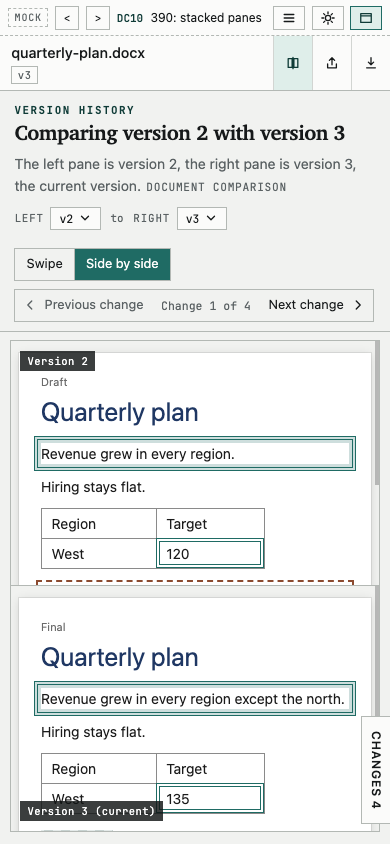 MOCK < > DC10 390: stacked panes
quarterly-plan.docx
v3
VERSION HISTORY
Comparing version 2 with version 3
The left pane is version 2, the right pane is version 3,
the current version. DOCUMENT COMPARISON
LEFT v2 to RIGHT v3
Swipe Side by side
Previous change Change 1 of 4 Next change
Version 2
Draft
Quarterly plan
Revenue grew in every region.
Hiring stays flat.
Region Target
West 120
Final
Quarterly plan
Revenue grew in every region except the north.
Hiring stays flat.
Region Target
West 135
Version 3 (current)
CHANGES 4